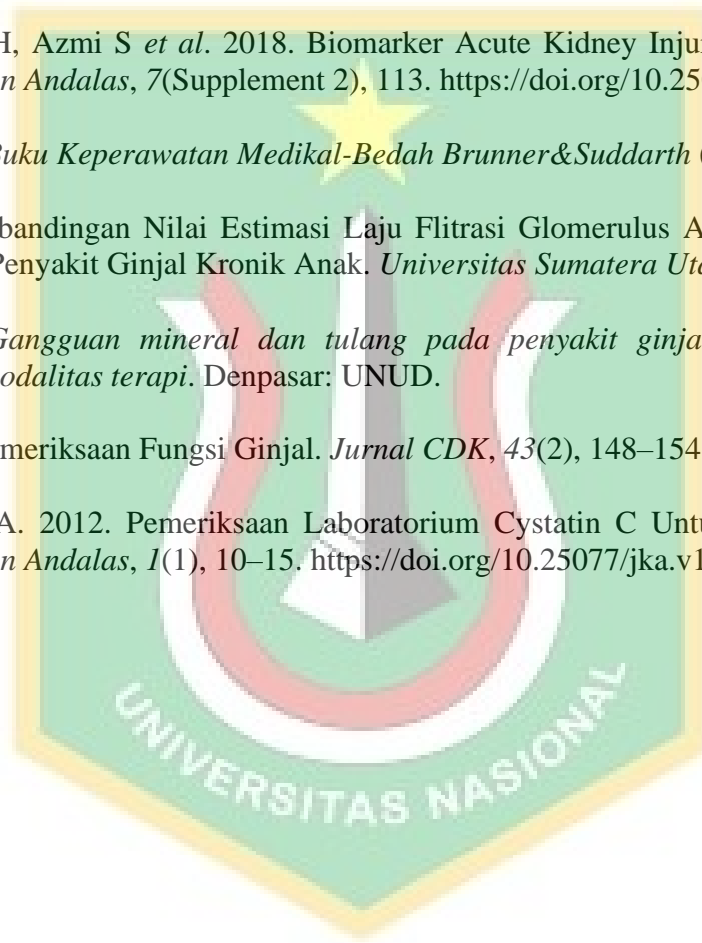 H, Azmi S et al. 2018. Biomarker Acute Kidney Inju
n Andalas, 7(Supplement 2), 113. https://doi.org/10.25
Buku Keperawatan Medikal-Bedah Brunner&Suddarth
bandingan Nilai Estimasi Laju Flitrasi Glomerulus A
Penyakit Ginjal Kronik Anak. Universitas Sumatera Ut
Gangguan mineral dan tulang pada penyakit ginja
odalitas terapi. Denpasar: UNUD.
meriksaan Fungsi Ginjal. Jurnal CDK, 43(2), 148–154
A. 2012. Pemeriksaan Laboratorium Cystatin C Untu
n Andalas, 1(1), 10–15. https://doi.org/10.25077/jka.v1
UNIVERSITAS NASIONAL